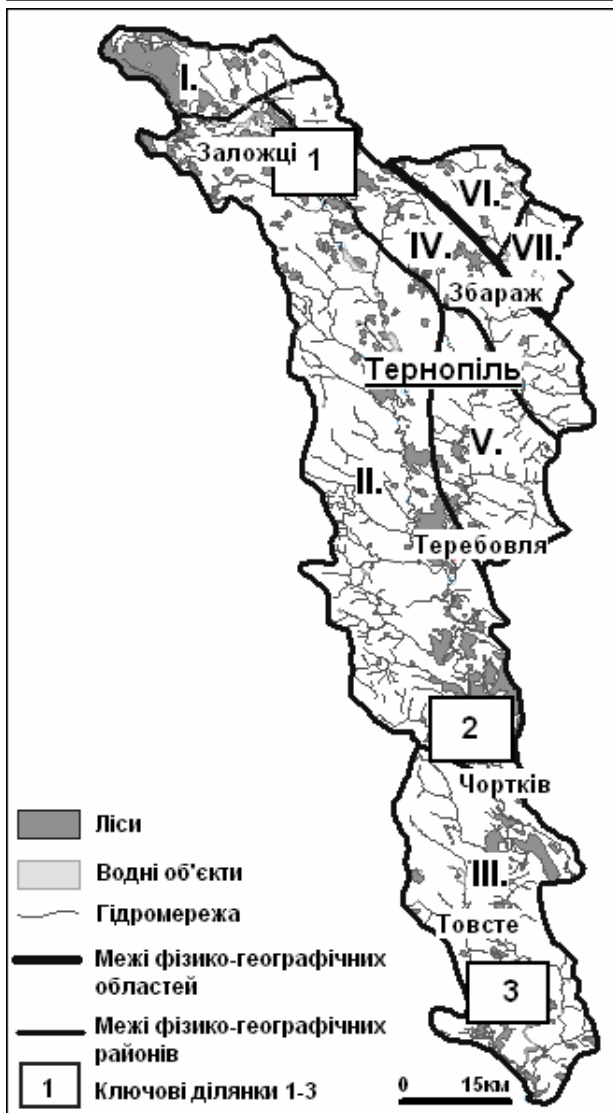 I.
Заложці
1
VI.
IV.
VII.
Збараж
Тернопіль
V.
II.
Теребовля
2
Чортків
III.
Товсте
3
Ліси
Водні об'єкти
Гідромережа
Межі фізико-географічних
областей
Межі фізико-географічних
районів
1 Ключові ділянки 1-3
0 15км